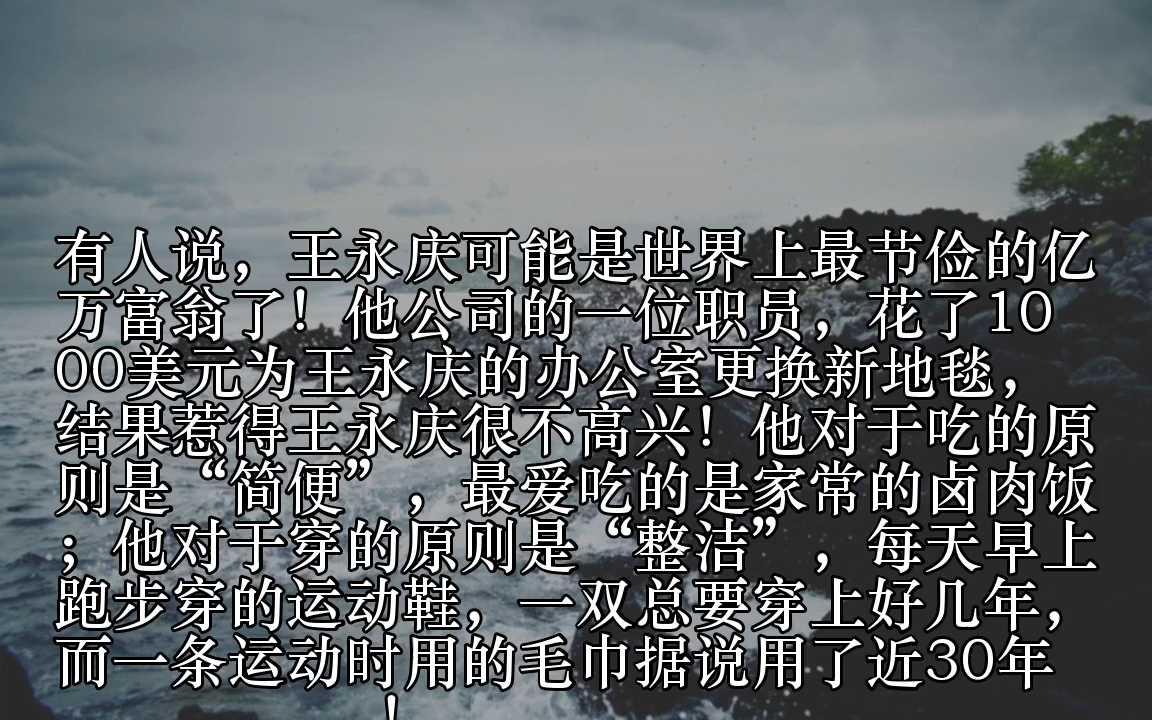 有人说，王永庆可能是世界上最节俭的亿
万富翁了！他公司的一位职员，花了10
00美元为王永庆的办公室更换新地毯，
结果惹得王永庆很不高兴！他对于吃的原
则是“简便”，最爱吃的是家常的卤肉饭
；他对于穿的原则是“整洁”，每天早上
跑步穿的运动鞋，一双总要穿上好几年，
而一条运动时用的毛巾据说用了近30年
！